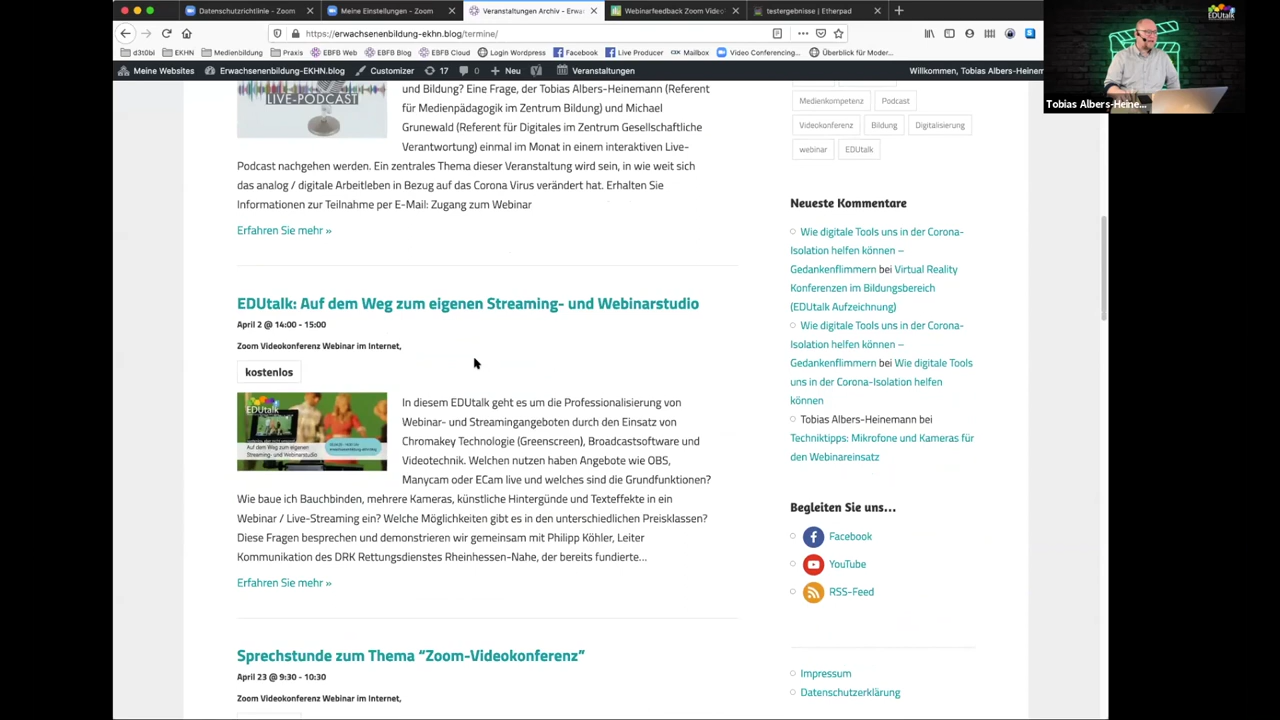 Datenschutzrichtlinie - Zoom
Meine Einstellungen - Zoom
Veranstaltungen Archiv - Erwa
Webinarfeedback Zoom Video
testergebnisse | Etherpad
https://erwachsenenbildung-ekhn.blog/termine/
d3t0bl EKHN Medienbildung Praxis EBFB Web EBFB Blog EBFB Cloud Login Wordpress Facebook Live Producer Mailbox Video Conferencing... Überblick für Moder...
Meine Websites Erwachsenenbildung-EKHN.blog Customizer 17 0 Neu Veranstaltungen Willkommen, Tobias Albers-Heinem
EDUtalk
Tobias Albers-Heine...
LIVE-PODCAST
und Bildung? Eine Frage, der Tobias Albers-Heinemann (Referent
für Medienpädagogik im Zentrum Bildung) und Michael
Grunewald (Referent für Digitales im Zentrum Gesellschaftliche
Verantwortung) einmal im Monat in einem interaktiven Live-
Podcast nachgehen werden. Ein zentrales Thema dieser Veranstaltung wird sein, in wie weit sich
das analog / digitale Arbeitleben in Bezug auf das Corona Virus verändert hat. Erhalten Sie
Informationen zur Teilnahme per E-Mail: Zugang zum Webinar
Erfahren Sie mehr »
EDUtalk: Auf dem Weg zum eigenen Streaming- und Webinarstudio
April 2 @ 14:00 - 15:00
Zoom Videokonferenz Webinar im Internet,
kostenlos
EDUtalk
Auf dem Weg zum eigenen
Streaming- und Webinarstudio
In diesem EDUtalk geht es um die Professionalisierung von
Webinar- und Streamingangeboten durch den Einsatz von
Chromakey Technologie (Greenscreen), Broadcastsoftware und
Videotechnik. Welchen nutzen haben Angebote wie OBS,
Manycam oder ECam live und welches sind die Grundfunktionen?
Wie baue ich Bauchbinden, mehrere Kameras, künstliche Hintergründe und Texteffekte in ein
Webinar / Live-Streaming ein? Welche Möglichkeiten gibt es in den unterschiedlichen Preisklassen?
Diese Fragen besprechen und demonstrieren wir gemeinsam mit Philipp Köhler, Leiter
Kommunikation des DRK Rettungsdienstes Rheinhessen-Nahe, der bereits fundierte...
Erfahren Sie mehr »
Sprechstunde zum Thema “Zoom-Videokonferenz”
April 23 @ 9:30 - 10:30
Zoom Videokonferenz Webinar im Internet,
Medienkompetenz Podcast
Videokonferenz Bildung Digitalisierung
webinar EDUtalk
Neueste Kommentare
Wie digitale Tools uns in der Corona-
Isolation helfen können –
Gedankenflimmern bei Virtual Reality
Konferenzen im Bildungsbereich
(EDUtalk Aufzeichnung)
Wie digitale Tools uns in der Corona-
Isolation helfen können –
Gedankenflimmern bei Wie digitale Tools
uns in der Corona-Isolation helfen
können
Tobias Albers-Heinemann bei
Techniktipps: Mikrofone und Kameras für
den Webinareinsatz
Begleiten Sie uns...
Facebook
YouTube
RSS-Feed
Impressum
Datenschutzerklärung